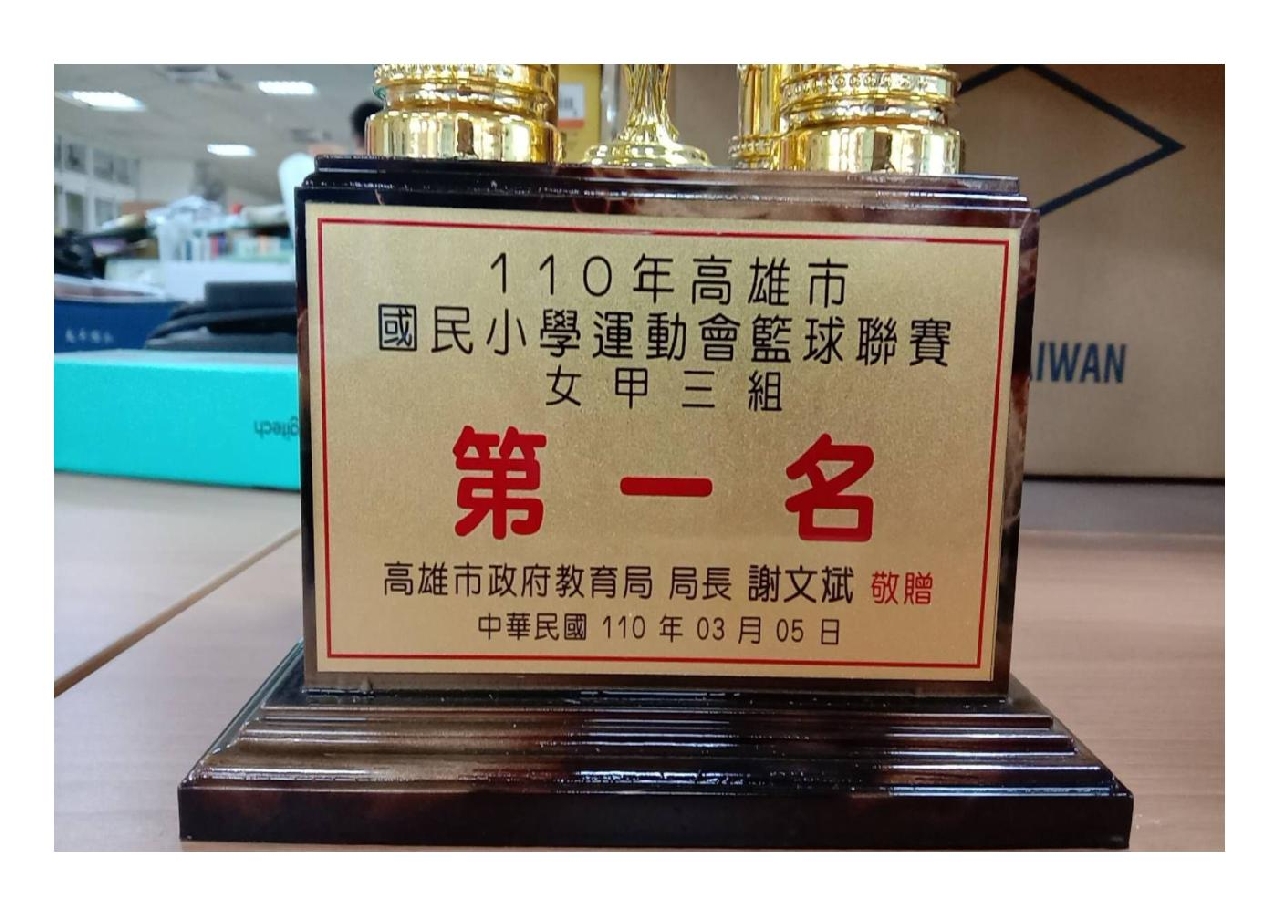 110年高雄市
國民小學運動會籃球聯賽
女甲三組
第一名
高雄市政府教育局 局長 謝文斌 敬贈
中華民國 110 年 03 月 05 日
IWAN